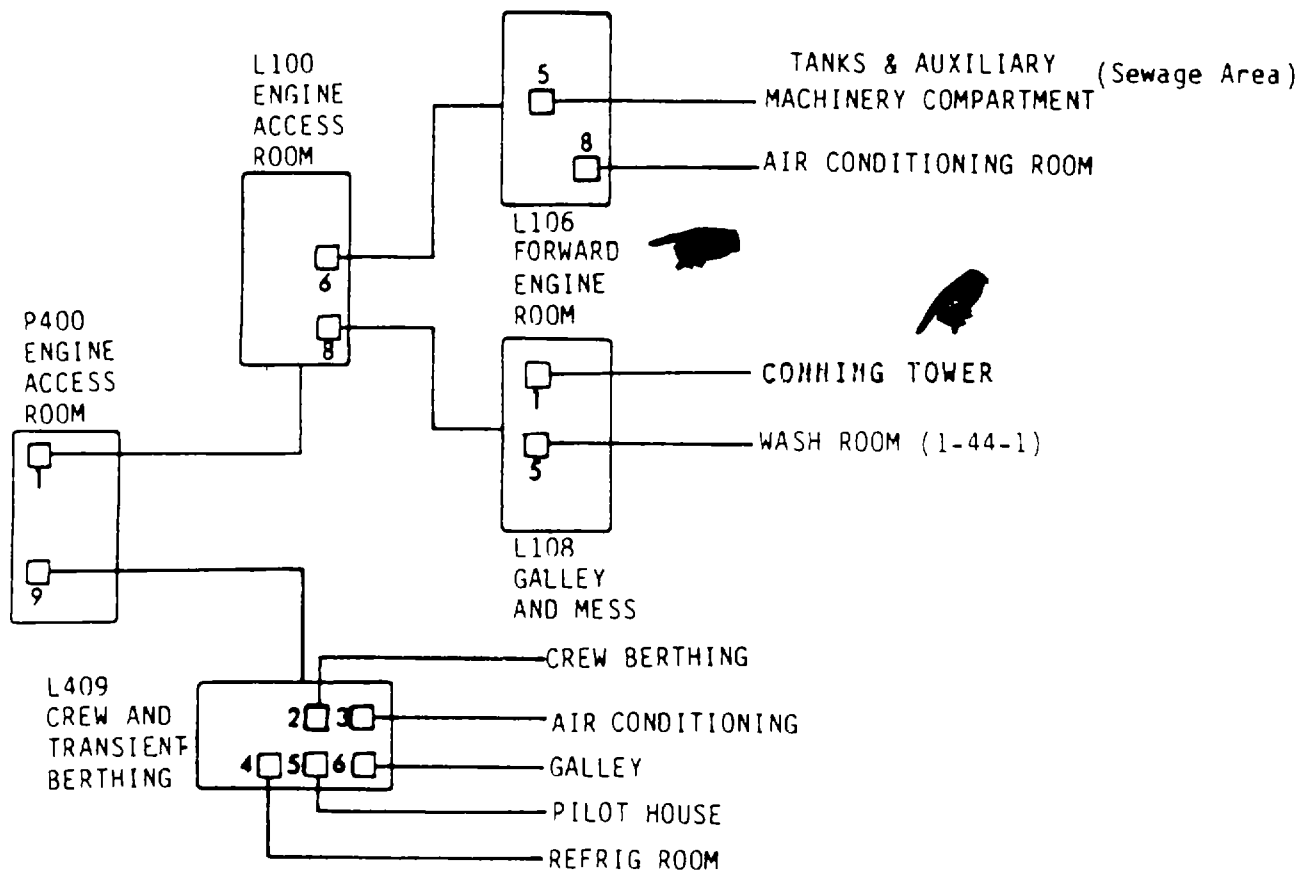 L100
ENGINE
ACCESS
ROOM
6
8
5
8
TANKS & AUXILIARY (Sewage Area)
MACHINERY COMPARTMENT
AIR CONDITIONING ROOM
L106
FORWARD
ENGINE
ROOM
P400
ENGINE
ACCESS
ROOM
1
9
1
5
CONNING TOWER
WASH ROOM (1-44-1)
L108
GALLEY
AND MESS
L409
CREW AND
TRANSIENT
BERTHING
2 3
4 5 6
CREW BERTHING
AIR CONDITIONING
GALLEY
PILOT HOUSE
REFRIG ROOM